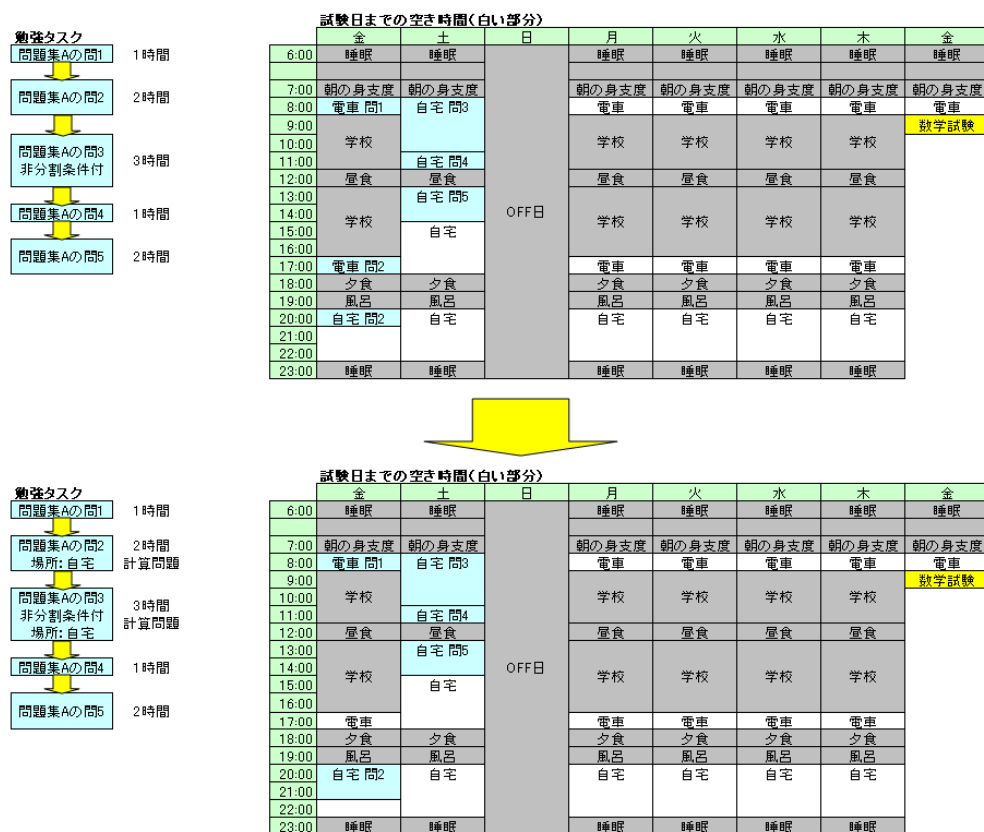 試験日までの空き時間(白い部分)
勉強タスク 金 土 日 月 火 水 木 金
問題集Aの問1 1時間 6:00 睡眠 睡眠 睡眠 睡眠 睡眠 睡眠 睡眠
7:00 朝の身支度 朝の身支度 朝の身支度 朝の身支度 朝の身支度 朝の身支度 朝の身支度
問題集Aの問2 2時間 8:00 電車 問1 自宅 問3 電車 電車 電車 電車 電車
9:00 数学試験
10:00 学校 学校 学校 学校 学校
問題集Aの問3
非分割条件付 3時間
11:00 自宅 問4
12:00 昼食 昼食 昼食 昼食 昼食 昼食
13:00 自宅 問5
問題集Aの問4 1時間 14:00 学校 OFF日 学校 学校 学校 学校
15:00 自宅
16:00
問題集Aの問5 2時間 17:00 電車 問2 電車 電車 電車 電車
18:00 夕食 夕食 夕食 夕食 夕食 夕食
19:00 風呂 風呂 風呂 風呂 風呂 風呂
20:00 自宅 問2 自宅 自宅 自宅 自宅 自宅
21:00
22:00
23:00 睡眠 睡眠 睡眠 睡眠 睡眠 睡眠
試験日までの空き時間(白い部分)
勉強タスク 金 土 日 月 火 水 木 金
問題集Aの問1 1時間 6:00 睡眠 睡眠 睡眠 睡眠 睡眠 睡眠 睡眠
問題集Aの問2 2時間 7:00 朝の身支度 朝の身支度 朝の身支度 朝の身支度 朝の身支度 朝の身支度 朝の身支度
場所:自宅 計算問題 8:00 電車 問1 自宅 問3 電車 電車 電車 電車 電車
9:00 数学試験
問題集Aの問3 10:00 学校 学校 学校 学校 学校
非分割条件付 3時間 11:00 自宅 問4
場所:自宅 計算問題 12:00 昼食 昼食 昼食 昼食 昼食 昼食
13:00 自宅 問5
問題集Aの問4 1時間 14:00 学校 OFF日 学校 学校 学校 学校
15:00 自宅
16:00
問題集Aの問5 2時間 17:00 電車 電車 電車 電車 電車
18:00 夕食 夕食 夕食 夕食 夕食 夕食
19:00 風呂 風呂 風呂 風呂 風呂 風呂
20:00 自宅 問2 自宅 自宅 自宅 自宅 自宅
21:00
22:00
23:00 睡眠 睡眠 睡眠 睡眠 睡眠 睡眠